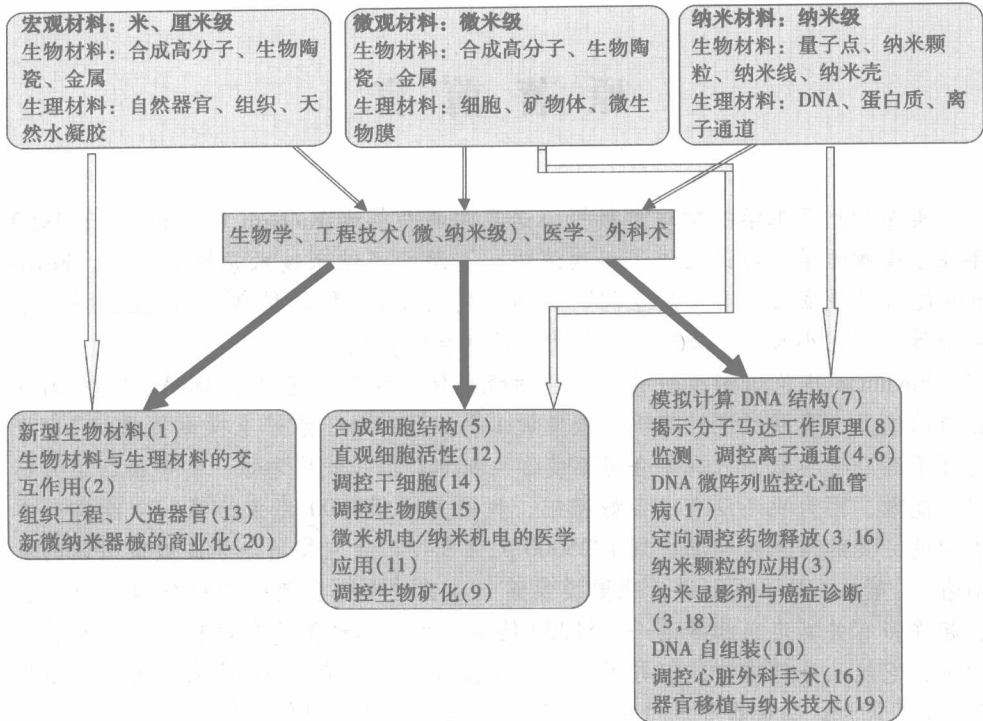 宏观材料：米、厘米级
生物材料：合成高分子、生物陶
瓷、金属
生理材料：自然器官、组织、天
然水凝胶
微观材料：微米级
生物材料：合成高分子、生物陶
瓷、金属
生理材料：细胞、矿物体、微生
物膜
纳米材料：纳米级
生物材料：量子点、纳米颗
粒、纳米线、纳米壳
生理材料：DNA、蛋白质、离
子通道
生物学、工程技术(微、纳米级)、医学、外科术
新型生物材料(1)
生物材料与生理材料的交
互作用(2)
组织工程、人造器官(13)
新微纳米器械的商业化(20)
合成细胞结构(5)
直观细胞活性(12)
调控干细胞(14)
调控生物膜(15)
微米机电/纳米机电的医学
应用(11)
调控生物矿化(9)
模拟计算 DNA 结构(7)
揭示分子马达工作原理(8)
监测、调控离子通道(4,6)
DNA 微阵列监控心血管
病(17)
定向调控药物释放(3,16)
纳米颗粒的应用(3)
纳米显影剂与癌症诊断
(3,18)
DNA 自组装(10)
调控心脏外科手术(16)
器官移植与纳米技术(19)